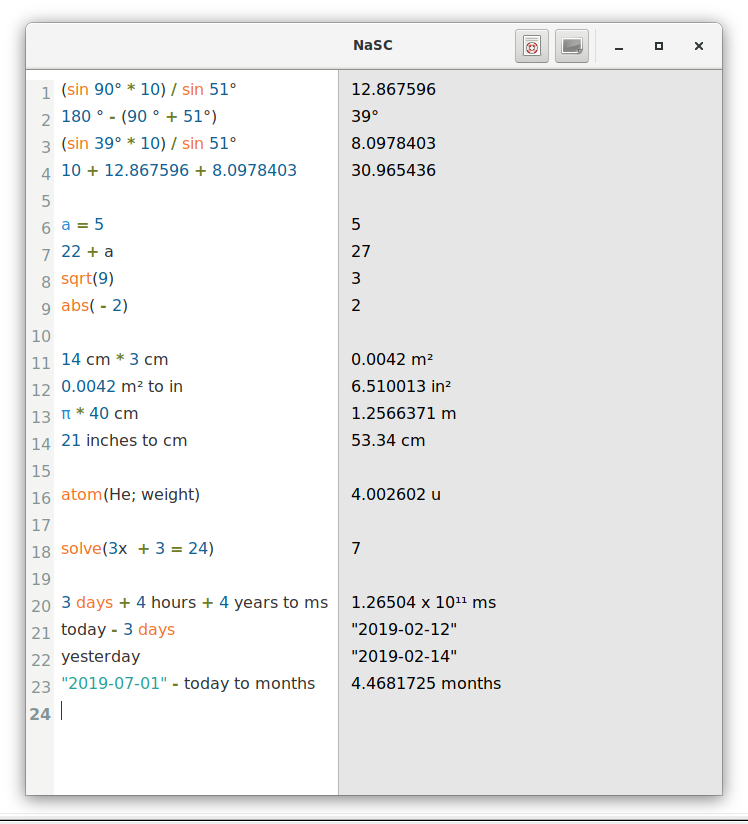 NaSC
1 (sin 90° * 10) / sin 51° 12.867596
2 180 ° - (90 ° + 51°) 39°
3 (sin 39° * 10) / sin 51° 8.0978403
4 10 + 12.867596 + 8.0978403 30.965436
5
6 a = 5 5
7 22 + a 27
8 sqrt(9) 3
9 abs( - 2) 2
10
11 14 cm * 3 cm 0.0042 m²
12 0.0042 m² to in 6.510013 in²
13 π * 40 cm 1.2566371 m
14 21 inches to cm 53.34 cm
15
16 atom(He; weight) 4.002602 u
17
18 solve(3x  + 3 = 24) 7
19
20 3 days + 4 hours + 4 years to ms 1.26504 x 10¹¹ ms
21 today - 3 days "2019-02-12"
22 yesterday "2019-02-14"
23 "2019-07-01" - today to months 4.4681725 months
24